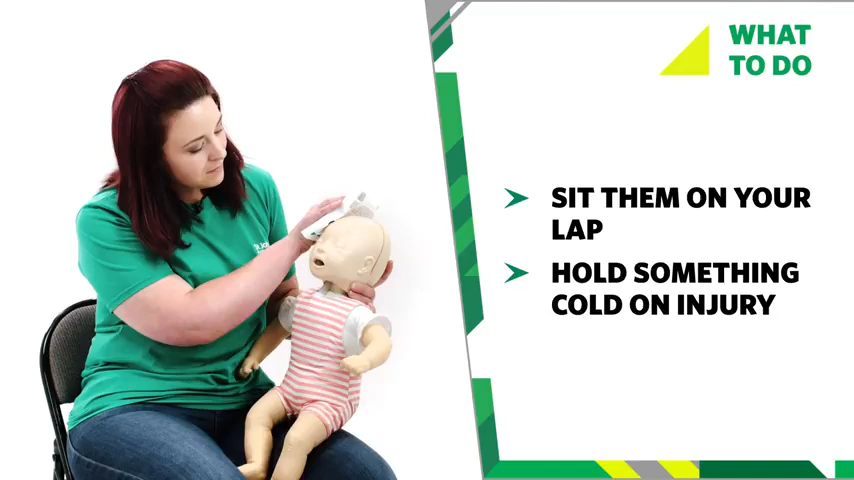 WHAT
TO DO
SIT THEM ON YOUR
LAP
HOLD SOMETHING
COLD ON INJURY